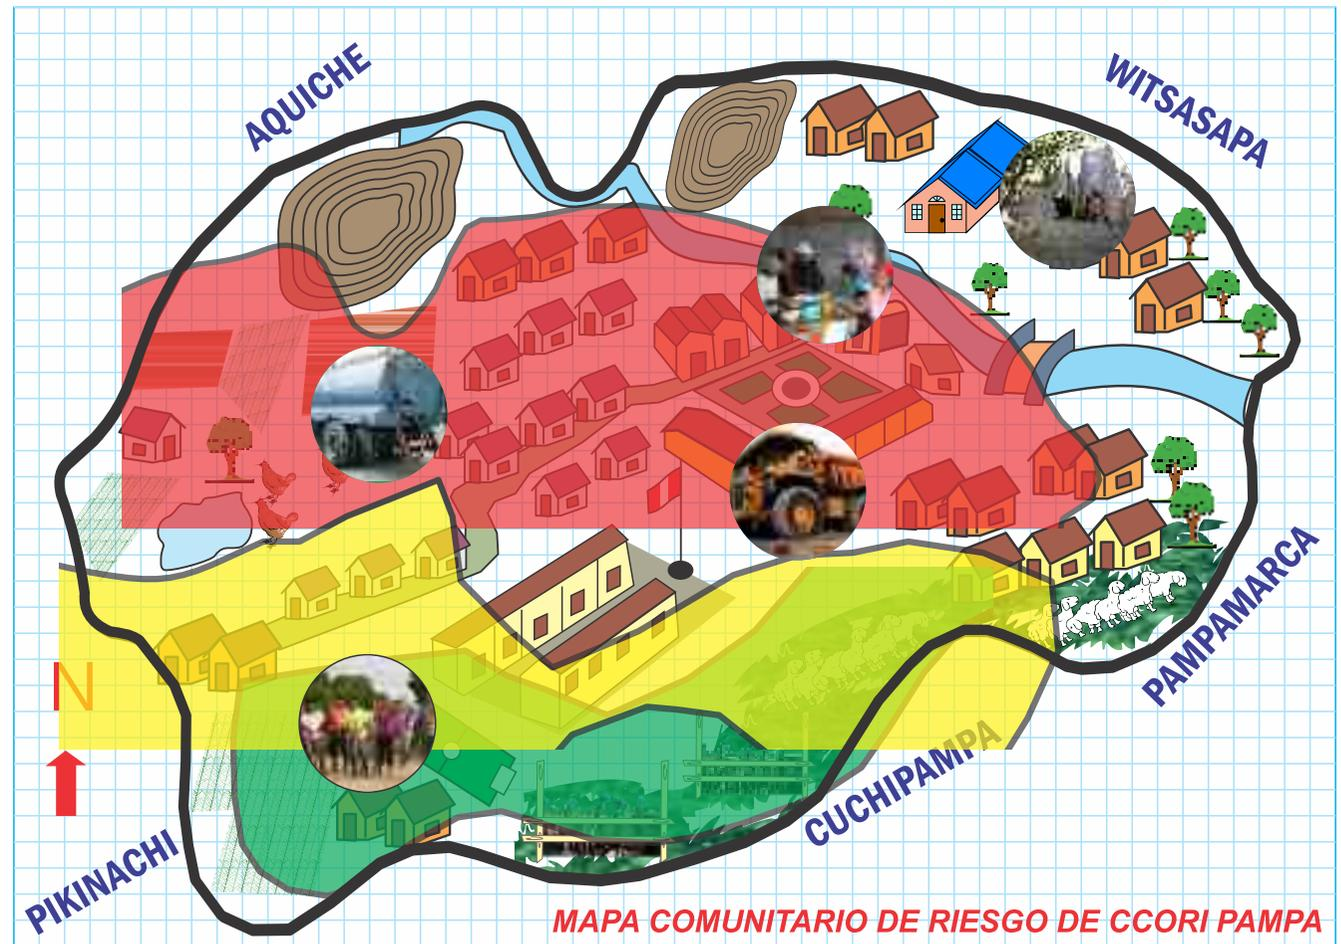 AQUICHE
WITSASAPA
PAMPAMARCA
N
CUCHIPAMPA
PIKINACHI
MAPA COMUNITARIO DE RIESGO DE CCORI PAMPA